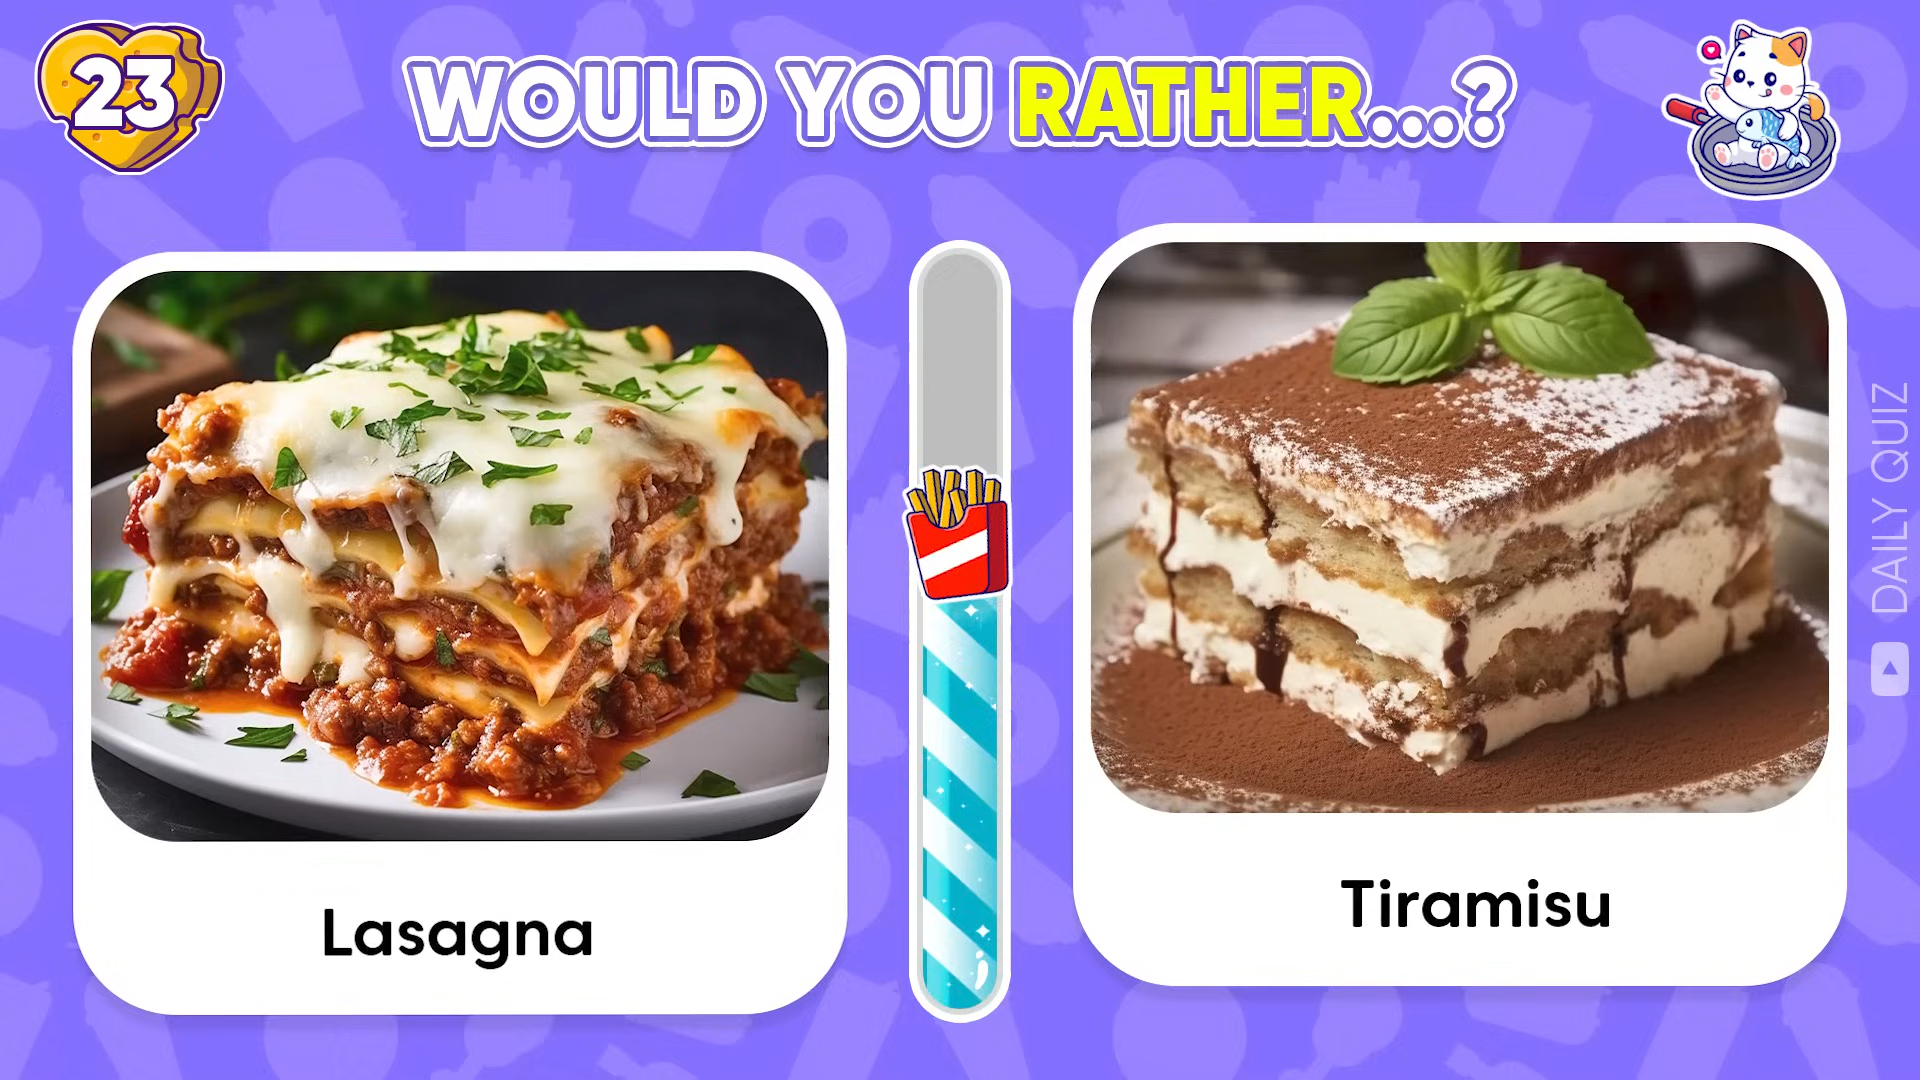 23
WOULD YOU RATHER...?
Lasagna
Tiramisu
DAILY QUIZ